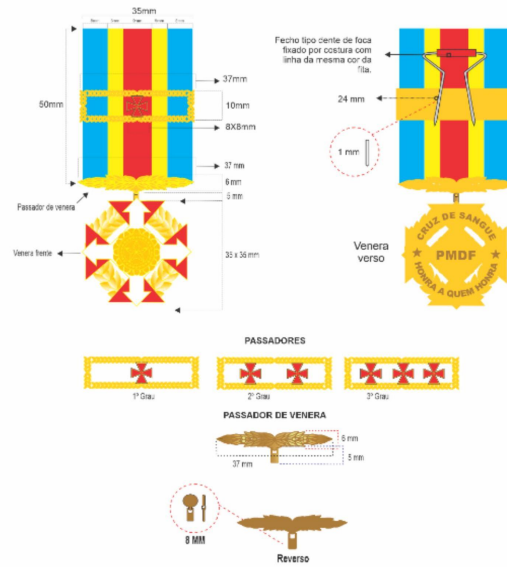 35mm
Fecho tipo dente de foca
fixado por costura com
linha da mesma cor da
fita.
37mm
50mm
10mm
24 mm
8X8mm
1 mm
37 mm
6 mm
5 mm
Passador de venera
Venera frente
35 x 35 mm
Venera
verso
CRUZ DE SANGUE
PMDF
HONRA A QUEM HONRA
PASSADORES
1º Grau
2º Grau
3º Grau
PASSADOR DE VENERA
6 mm
5 mm
37 mm
8 MM
Reverso